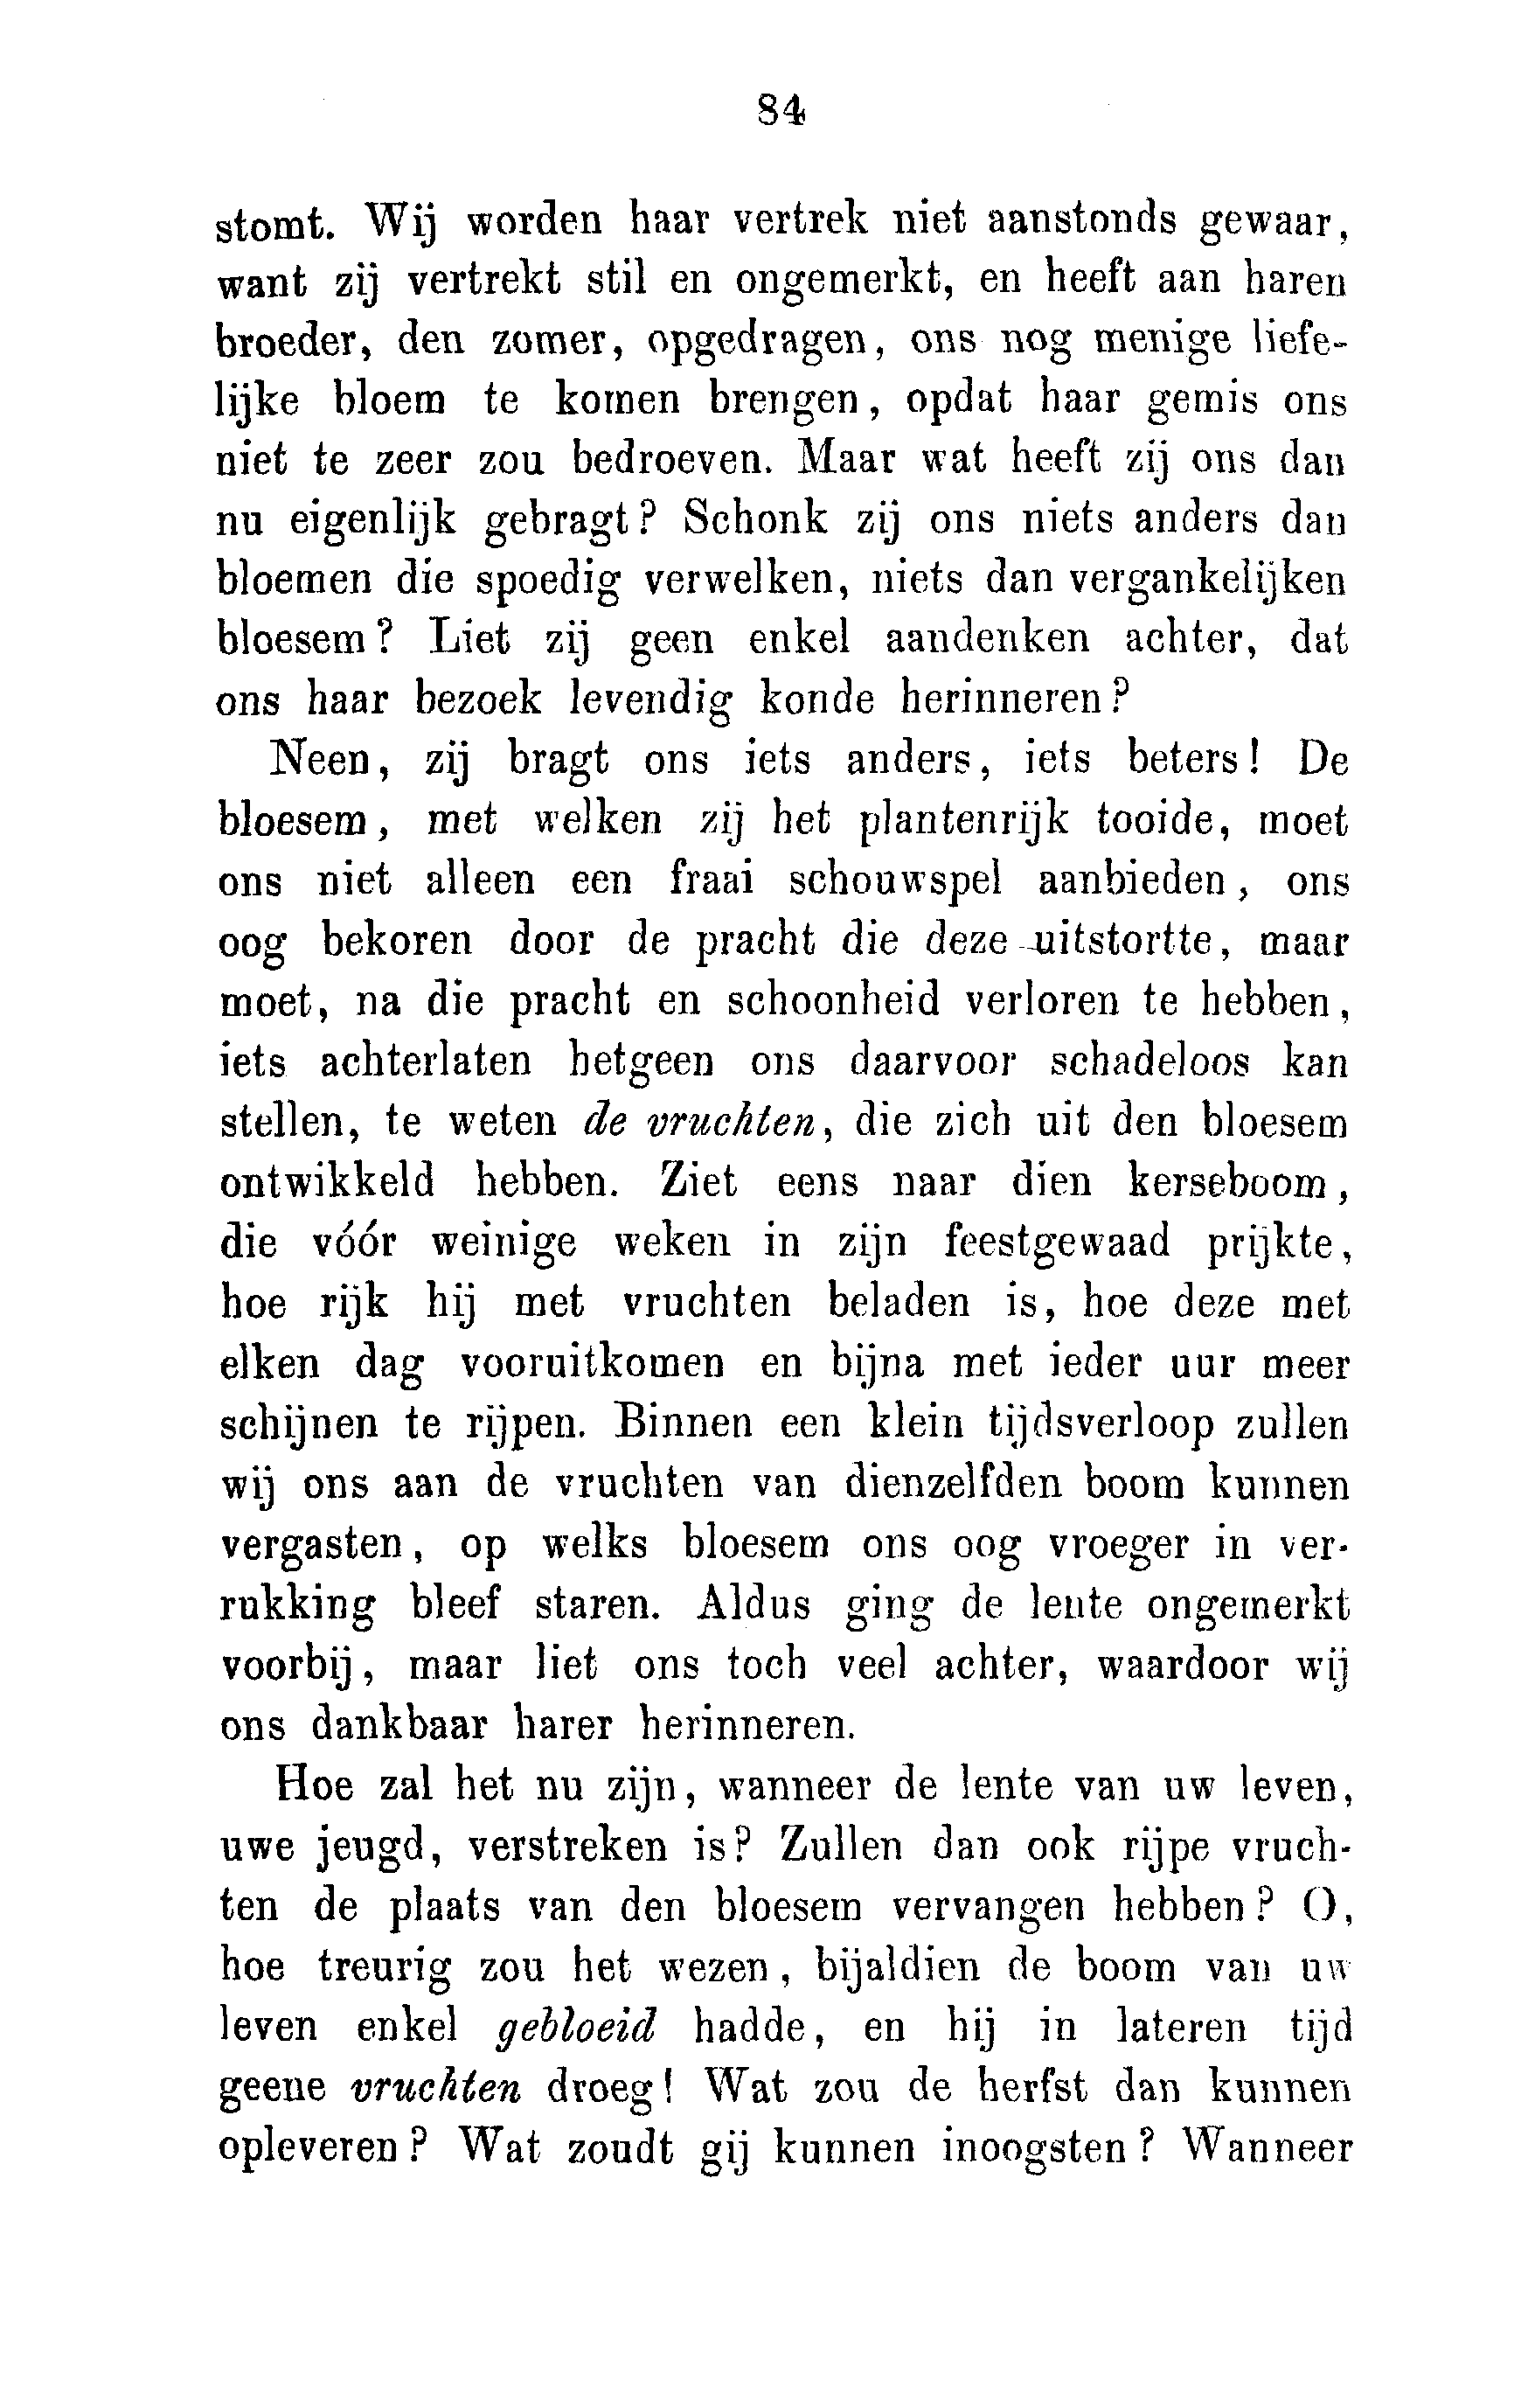 84
stomt. Wij worden haar vertrek niet aanstonds gewaar,
want zij vertrekt stil en ongemerkt, en heeft aan haren
broeder, den zomer, opgedragen, ons nog menige liefe-
lijke bloem te komen brengen, opdat haar gemis ons
niet te zeer zou bedroeven. Maar wat heeft zij ons dan
nu eigenlijk gebragt? Schonk zij ons niets anders dan
bloemen die spoedig verwelken, niets dan vergankelijken
bloesem? Liet zij geen enkel aandenken achter, dat
ons haar bezoek levendig konde herinneren?
Neen, zij bragt ons iets anders, iets beters! De
bloesem, met welken zij het plantenrijk tooide, moet
ons niet alleen een fraai schouwspel aanbieden, ons
oog bekoren door de pracht die deze uitstortte, maar
moet, na die pracht en schoonheid verloren te hebben,
iets achterlaten hetgeen ons daarvoor schadeloos kan
stellen, te weten de vruchten, die zich uit den bloesem
ontwikkeld hebben. Ziet eens naar dien kerseboom,
die vóór weinige weken in zijn feestgewaad prijkte,
hoe rijk hij met vruchten beladen is, hoe deze met
elken dag vooruitkomen en bijna met ieder uur meer
schijnen te rijpen. Binnen een klein tijdsverloop zullen
wij ons aan de vruchten van dienzelfden boom kunnen
vergasten, op welks bloesem ons oog vroeger in ver-
rukking bleef staren. Aldus ging de lente ongemerkt
voorbij, maar liet ons toch veel achter, waardoor wij
ons dankbaar harer herinneren.
Hoe zal het nu zijn, wanneer de lente van uw leven,
uwe jeugd, verstreken is? Zullen dan ook rijpe vruch-
ten de plaats van den bloesem vervangen hebben? O,
hoe treurig zou het wezen, bijaldien de boom van uw
leven enkel gebloeid hadde, en hij in lateren tijd
geene vruchten droeg! Wat zou de herfst dan kunnen
opleveren? Wat zoudt gij kunnen inoogsten? Wanneer